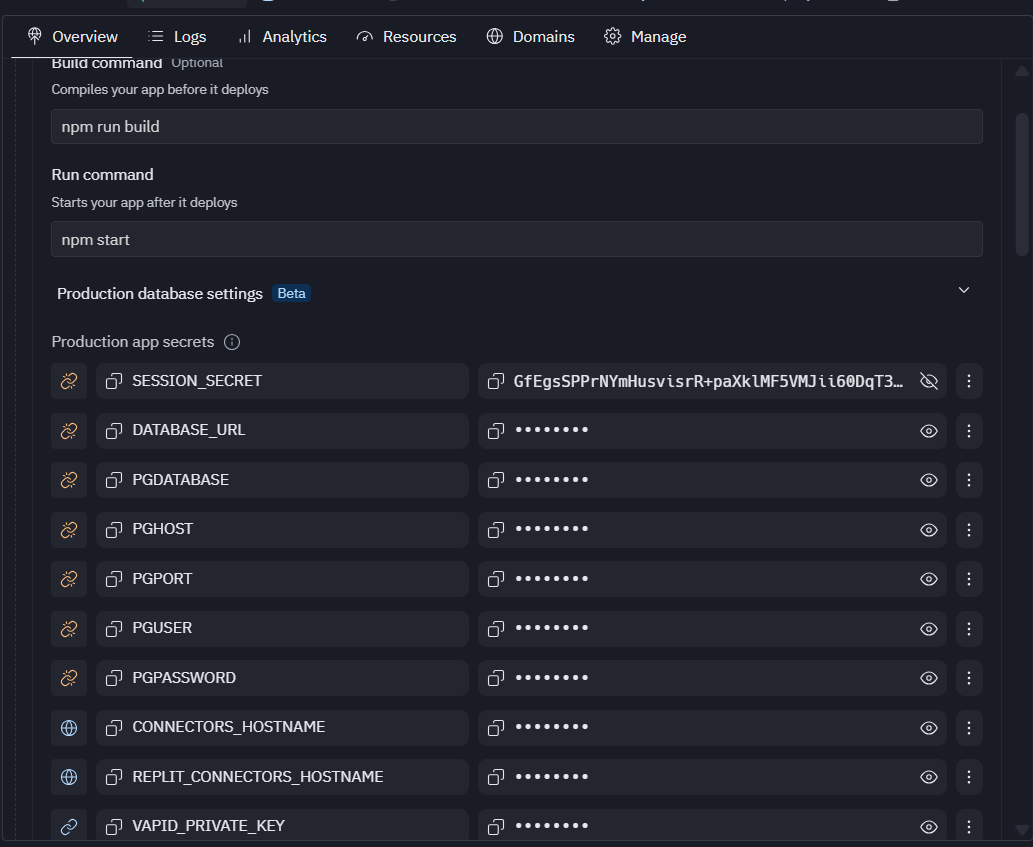 Overview Logs Analytics Resources Domains Manage
Build command Optional
Compiles your app before it deploys
npm run build
Run command
Starts your app after it deploys
npm start
Production database settings Beta
Production app secrets
SESSION_SECRET GfEgsSPPrNYmHusvisrR+paXklMF5VMJii60DqT3…
DATABASE_URL ••••••••
PGDATABASE ••••••••
PGHOST ••••••••
PGPORT ••••••••
PGUSER ••••••••
PGPASSWORD ••••••••
CONNECTORS_HOSTNAME ••••••••
REPLIT_CONNECTORS_HOSTNAME ••••••••
VAPID_PRIVATE_KEY ••••••••